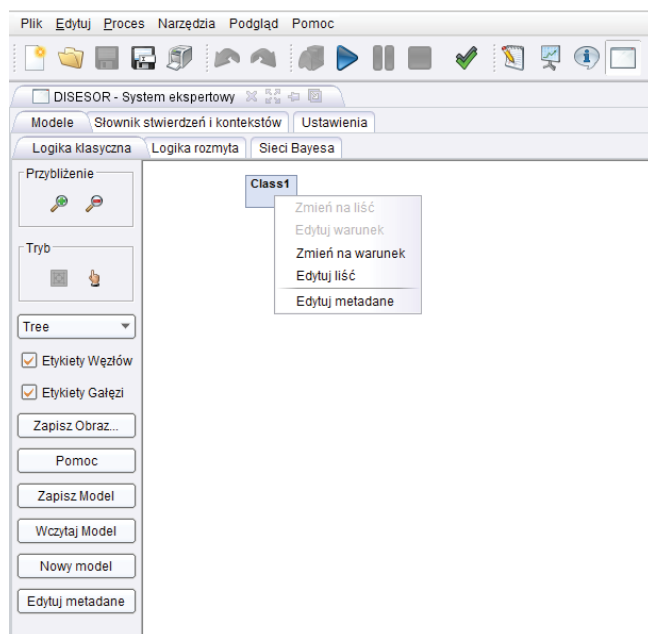 Plik Edytuj Proces Narzędzia Podgląd Pomoc
DISESOR - System ekspertowy
Modele Słownik stwierdzeń i kontekstów Ustawienia
Logika klasyczna Logika rozmyta Sieci Bayesa
Przybliżenie
Class1
Zmień na liść
Edytuj warunek
Zmień na warunek
Edytuj liść
Edytuj metadane
Tryb
Tree
Etykiety Węzłów
Etykiety Gałęzi
Zapisz Obraz...
Pomoc
Zapisz Model
Wczytaj Model
Nowy model
Edytuj metadane